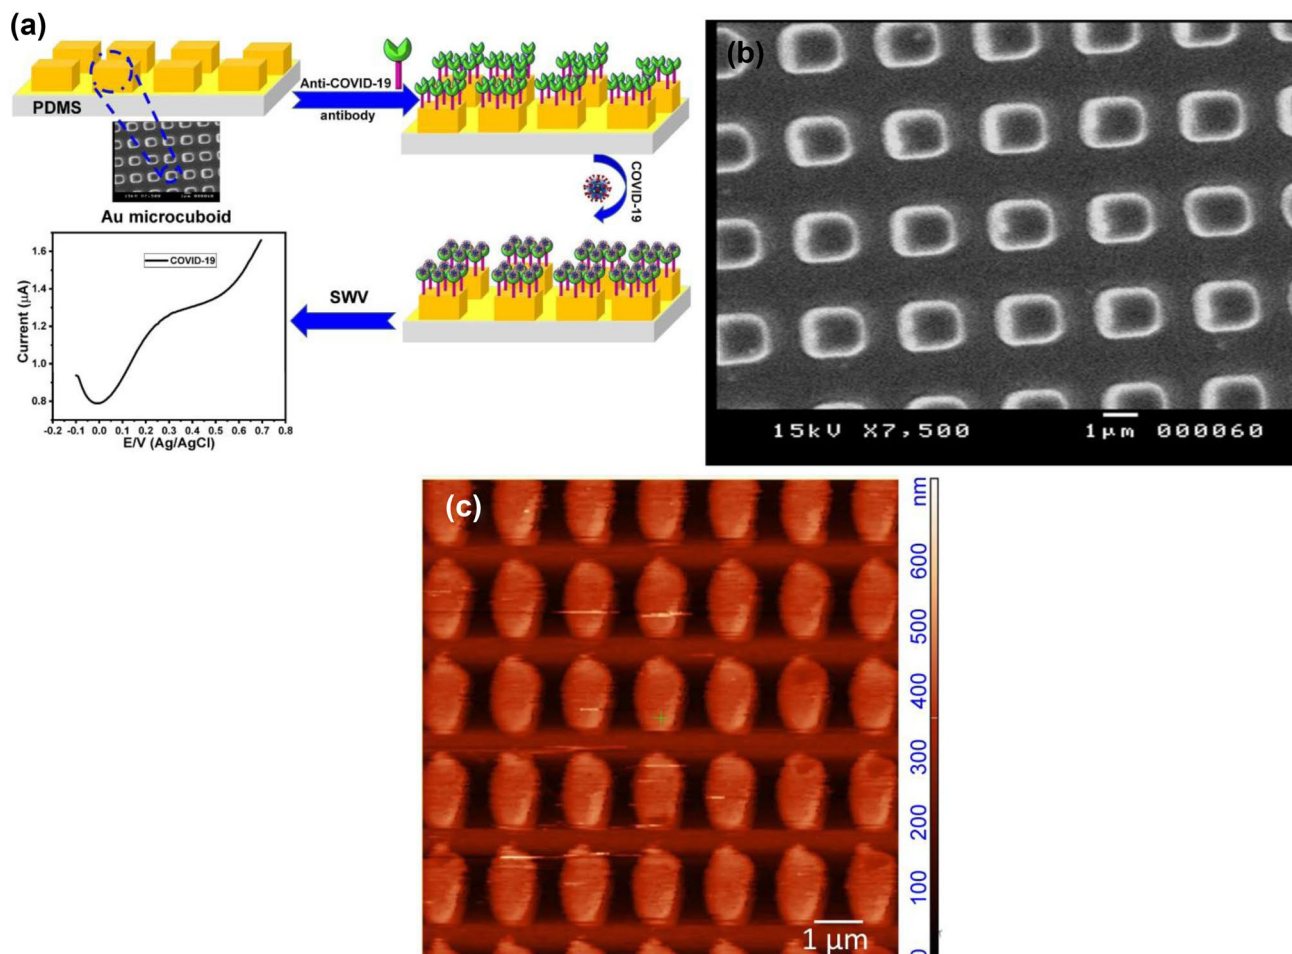 (a)
PDMS
Anti-COVID-19
antibody
COVID-19
Au microcuboid
SWV
COVID-19
Current (µA)
1.6
1.4
1.2
1.0
0.8
-0.2 -0.1 0.0 0.1 0.2 0.3 0.4 0.5 0.6 0.7 0.8
E/V (Ag/AgCl)
(b)
15kV X7,500 1µm 000060
(c)
nm
600
500
400
300
200
100
1 µm